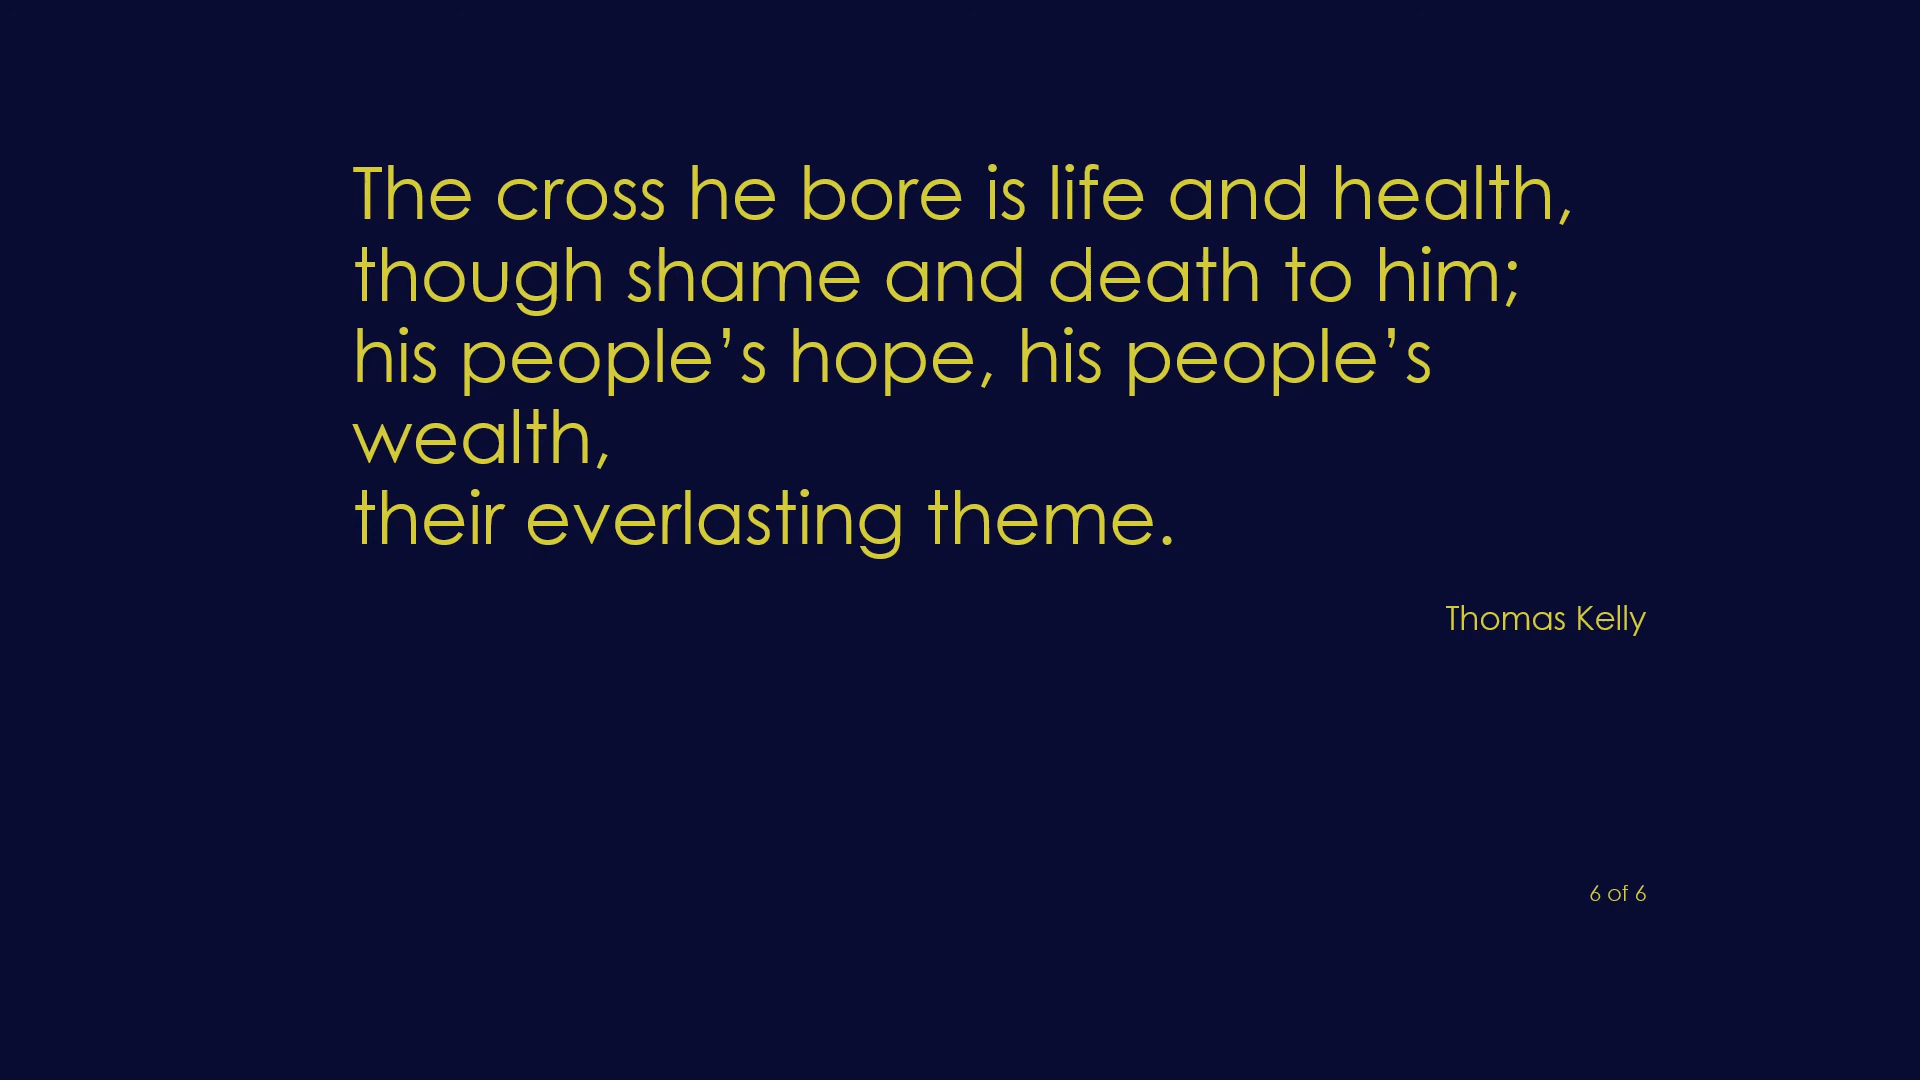 The cross he bore is life and health,
though shame and death to him;
his people’s hope, his people’s
wealth,
their everlasting theme.
Thomas Kelly
6 of 6